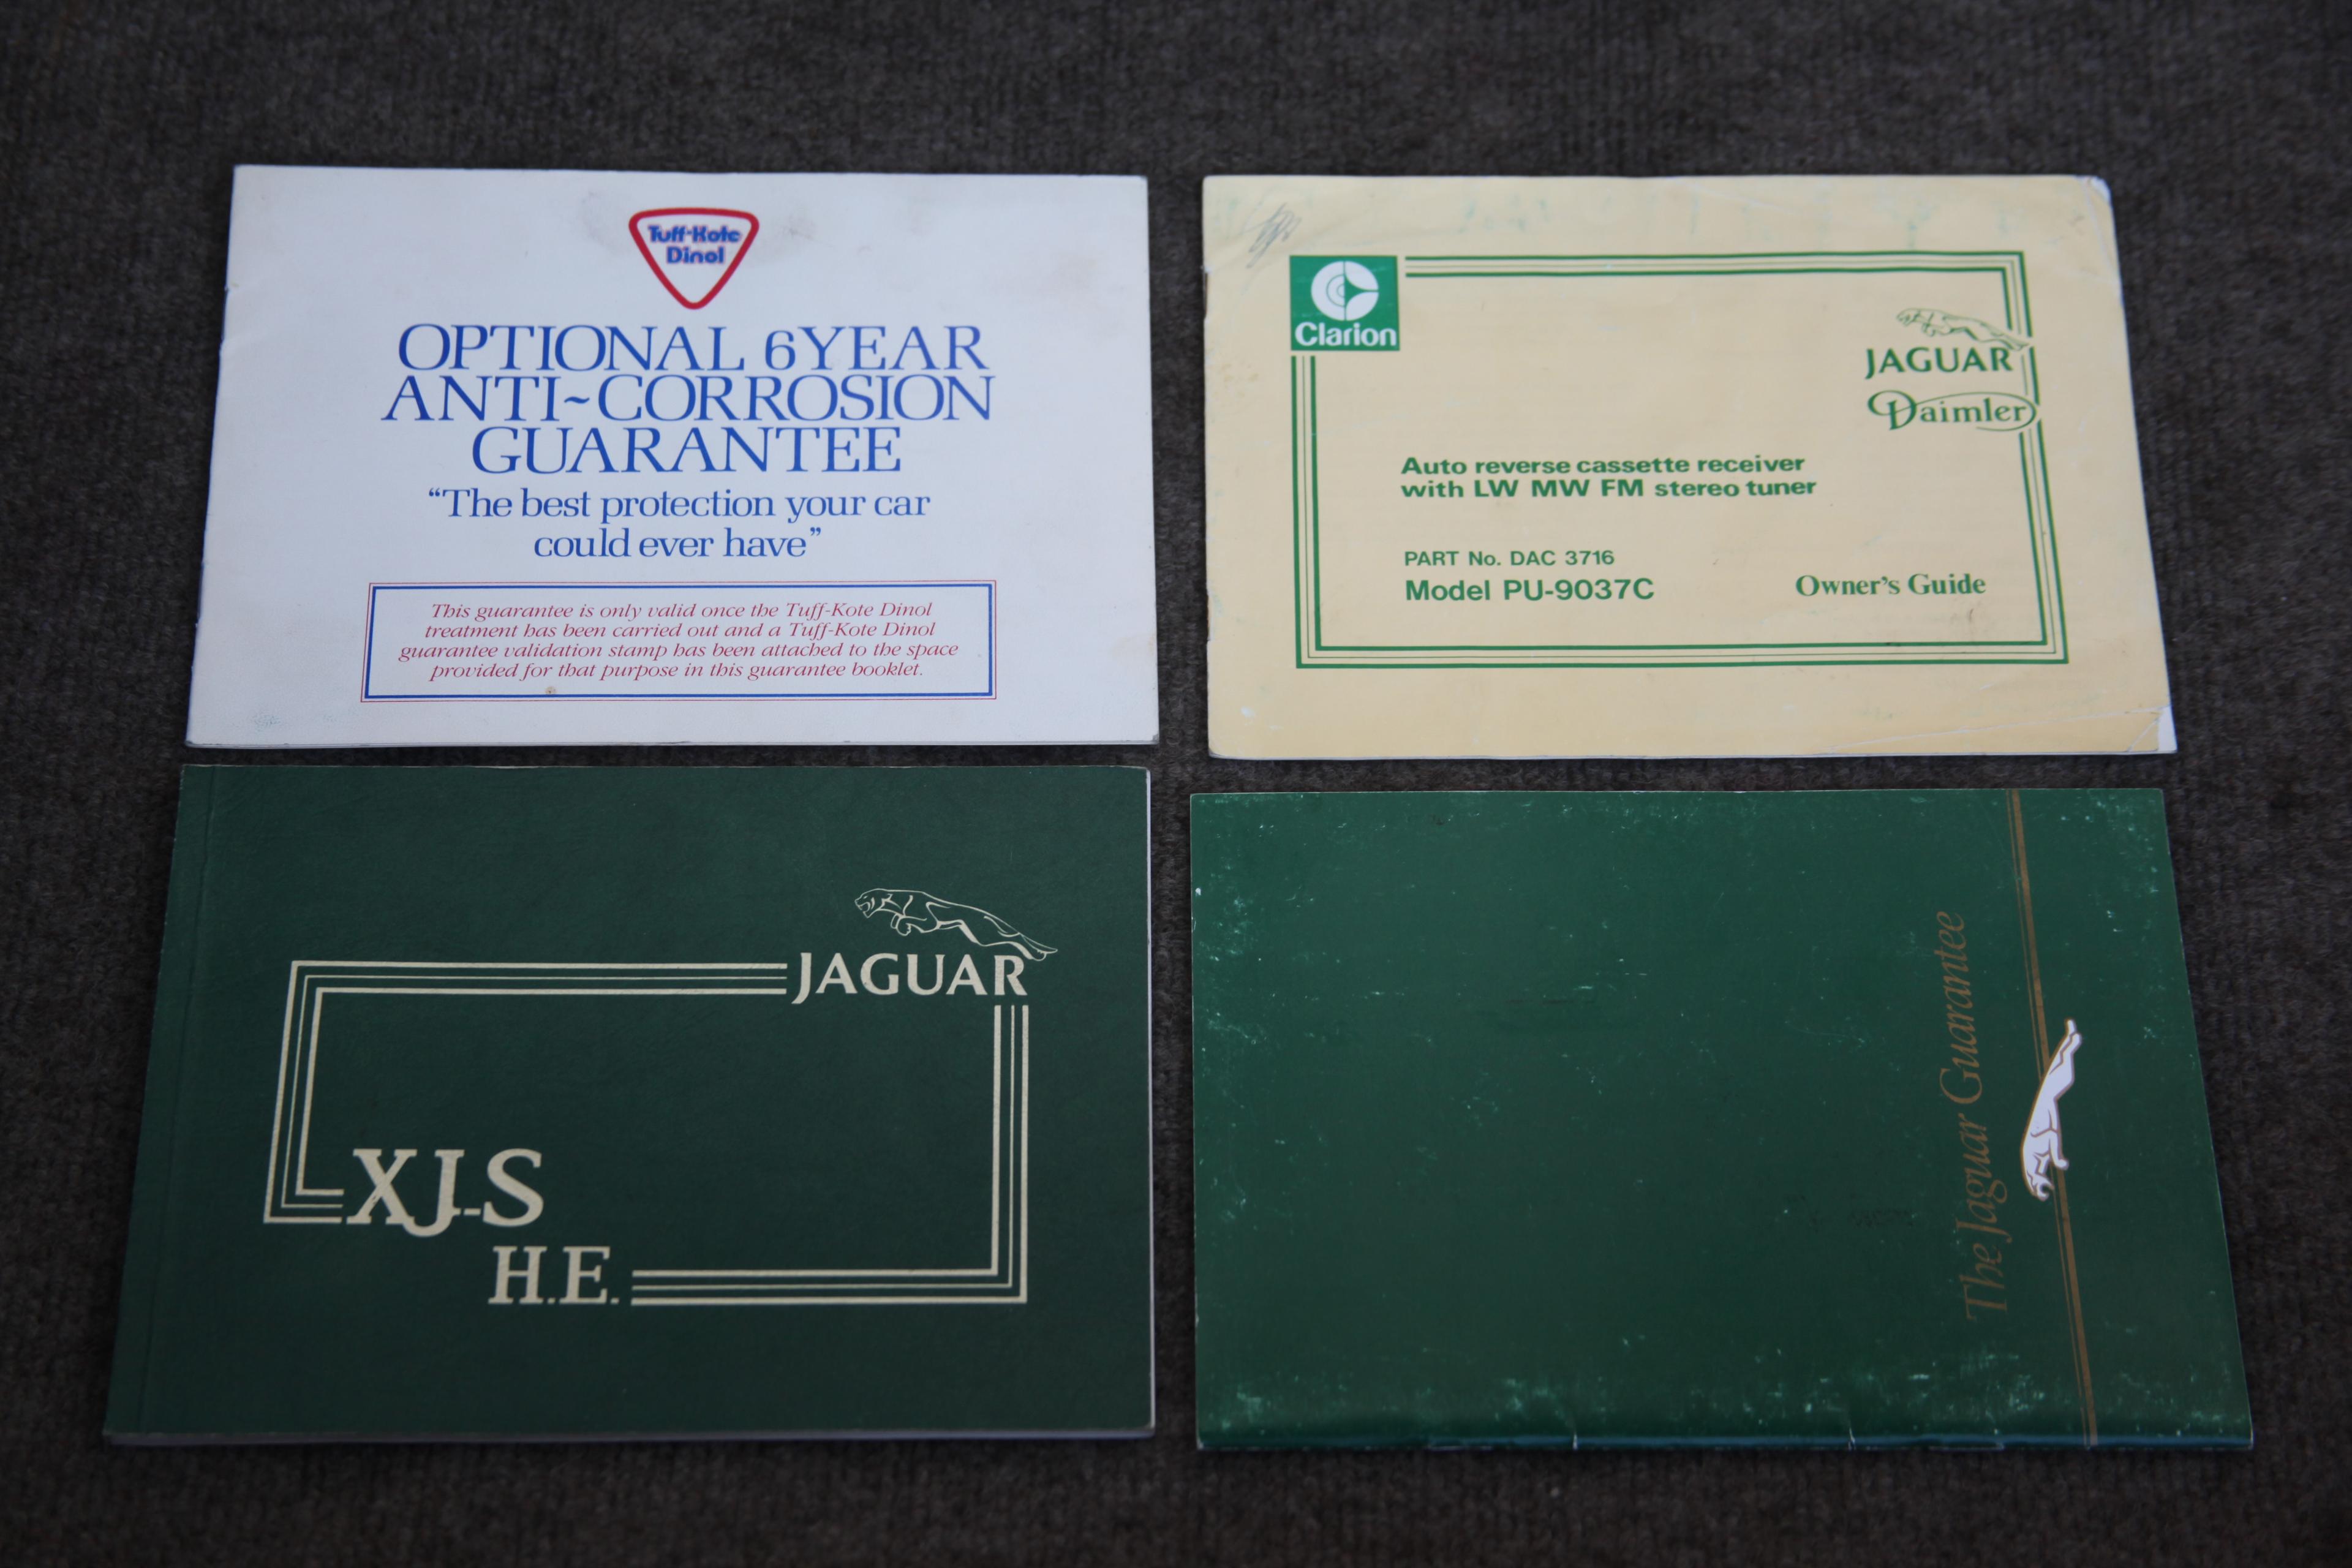 Tuff-Kote
Dinol
OPTIONAL 6 YEAR
ANTI~CORROSION
GUARANTEE
“The best protection your car
could ever have”
This guarantee is only valid once the Tuff-Kote Dinol
treatment has been carried out and a Tuff-Kote Dinol
guarantee validation stamp has been attached to the space
provided for that purpose in this guarantee booklet.
Clarion
JAGUAR
Daimler
Auto reverse cassette receiver
with LW MW FM stereo tuner
PART No. DAC 3716
Model PU-9037C
Owner's Guide
JAGUAR
XJ-S
H.E.
The Jaguar Guarantee